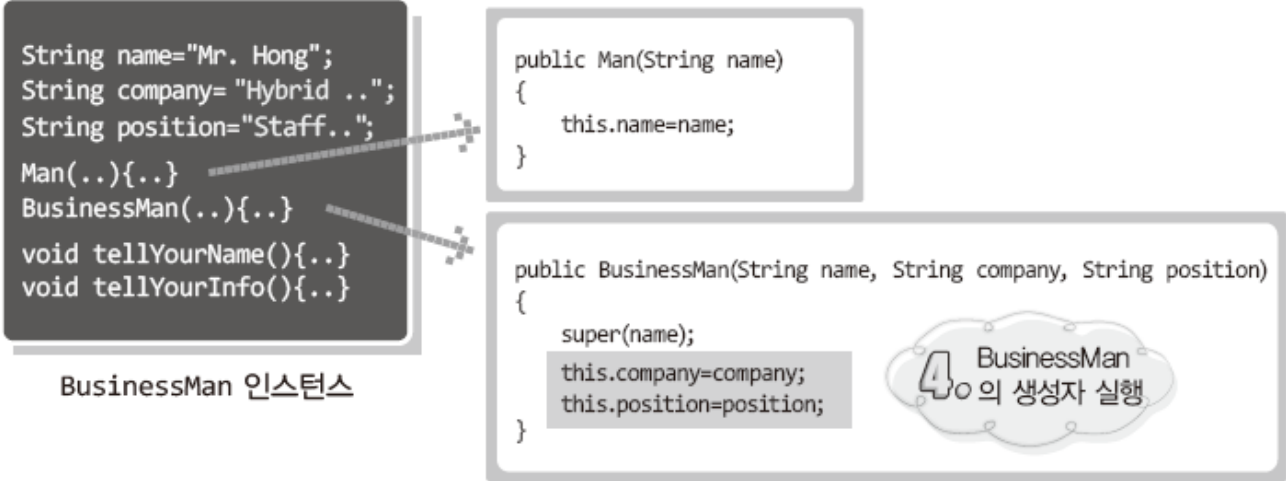 String name="Mr. Hong";
String company= "Hybrid ..";
String position="Staff..";
Man(..){..}
BusinessMan(..){..}
void tellYourName(){..}
void tellYourInfo(){..}
BusinessMan 인스턴스
public Man(String name)
{
this.name=name;
}
public BusinessMan(String name, String company, String position)
{
super(name);
this.company=company;
this.position=position;
}
4. BusinessMan
의 생성자 실행